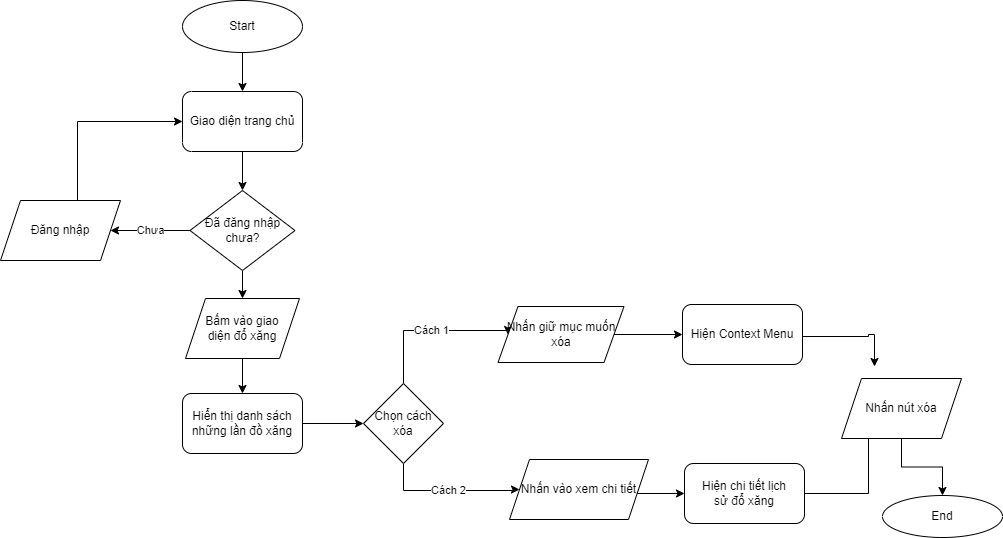 Start
Giao diện trang chủ
Đăng nhập
Chưa
Đã đăng nhập
chưa?
Bấm vào giao
diện đổ xăng
Hiển thị danh sách
những lần đồ xăng
Chọn cách
xóa
Cách 1
Nhấn giữ mục muốn
xóa
Hiện Context Menu
Nhấn nút xóa
Cách 2
Nhấn vào xem chi tiết
Hiện chi tiết lịch
sử đổ xăng
End